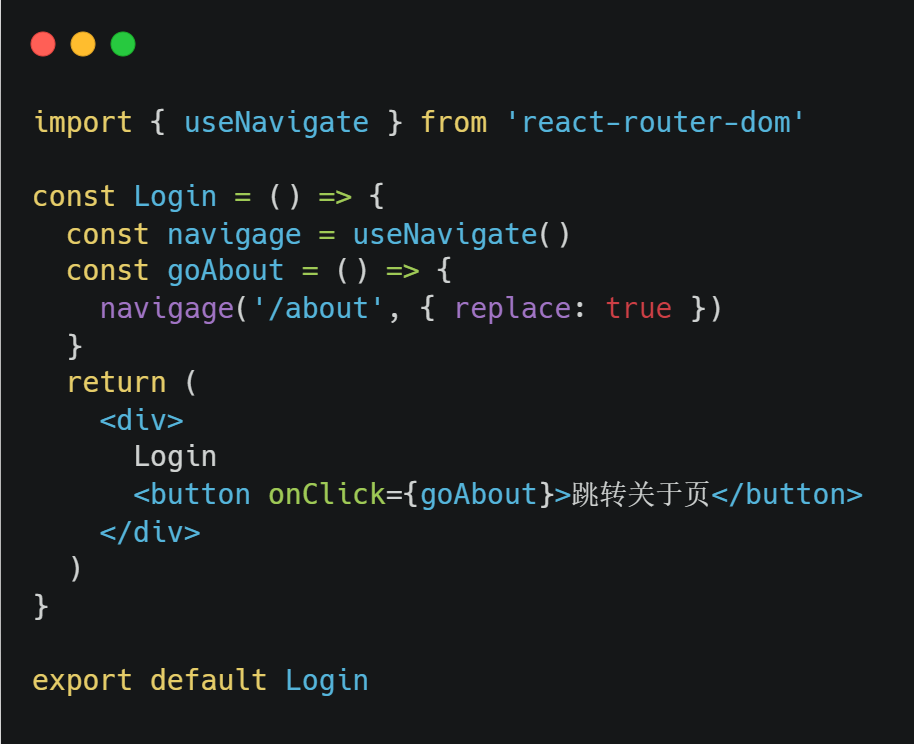 import { useNavigate } from 'react-router-dom'

const Login = () => {
  const navigage = useNavigate()
  const goAbout = () => {
    navigage('/about', { replace: true })
  }
  return (
    <div>
      Login
      <button onClick={goAbout}>跳转关于页</button>
    </div>
  )
}

export default Login